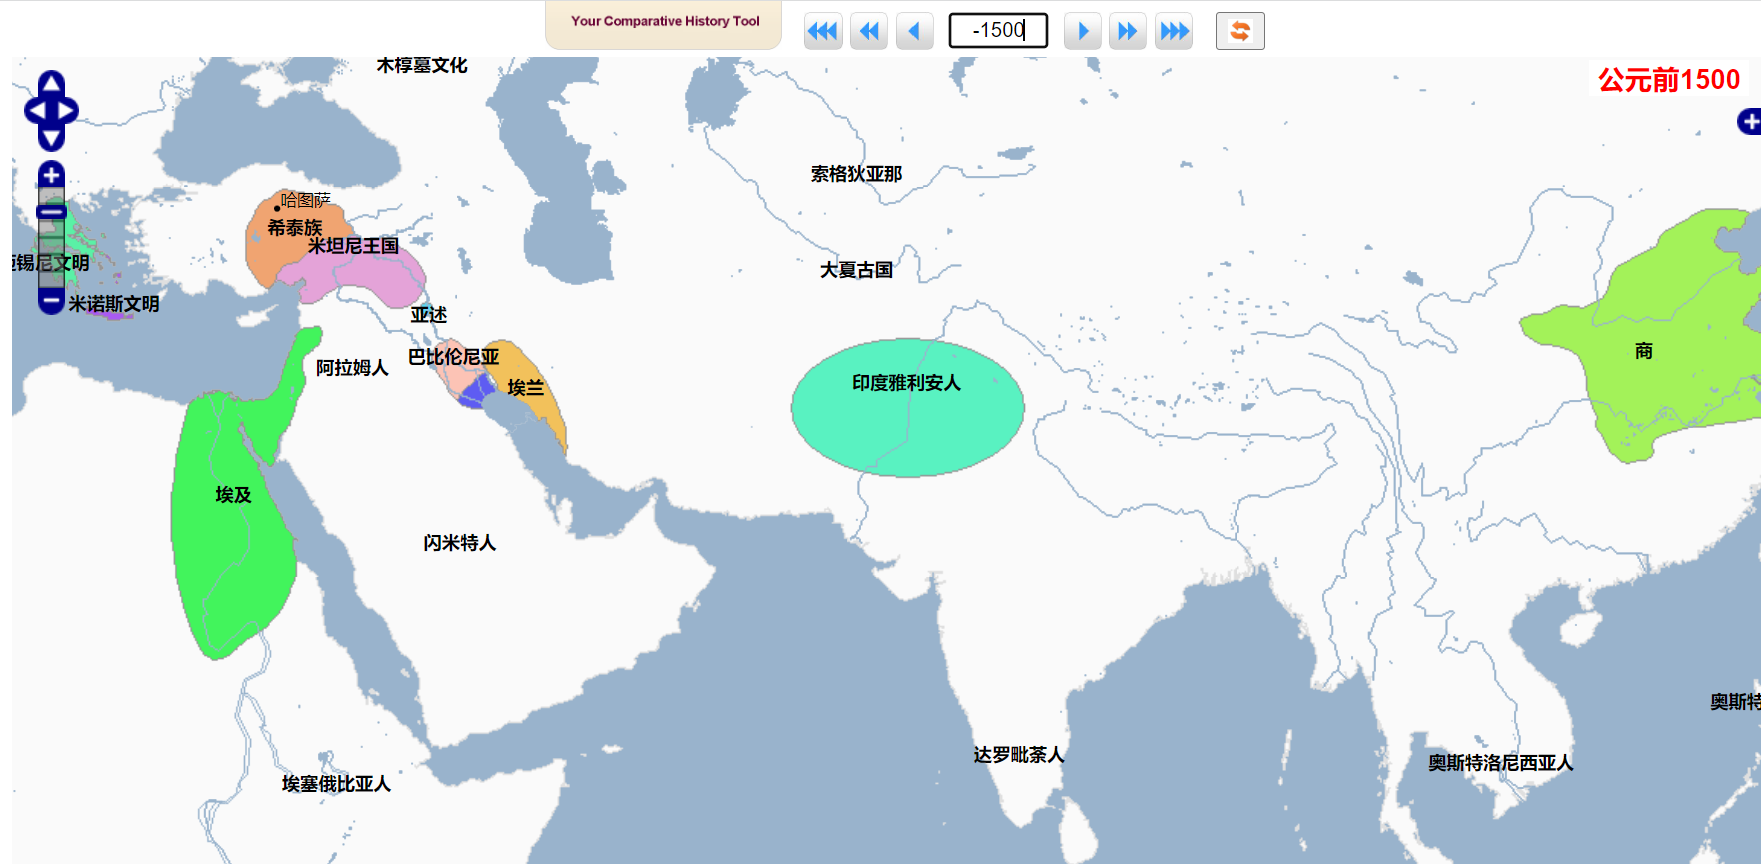 Your Comparative History Tool
-1500
木椁墓文化
公元前1500
索格狄亚那
哈图萨
希泰族
米坦尼王国
迈锡尼文明
大夏古国
米诺斯文明
亚述
商
巴比伦尼亚
阿拉姆人
埃兰
印度雅利安人
埃及
闪米特人
奥斯特
达罗毗荼人
奥斯特洛尼西亚人
埃塞俄比亚人